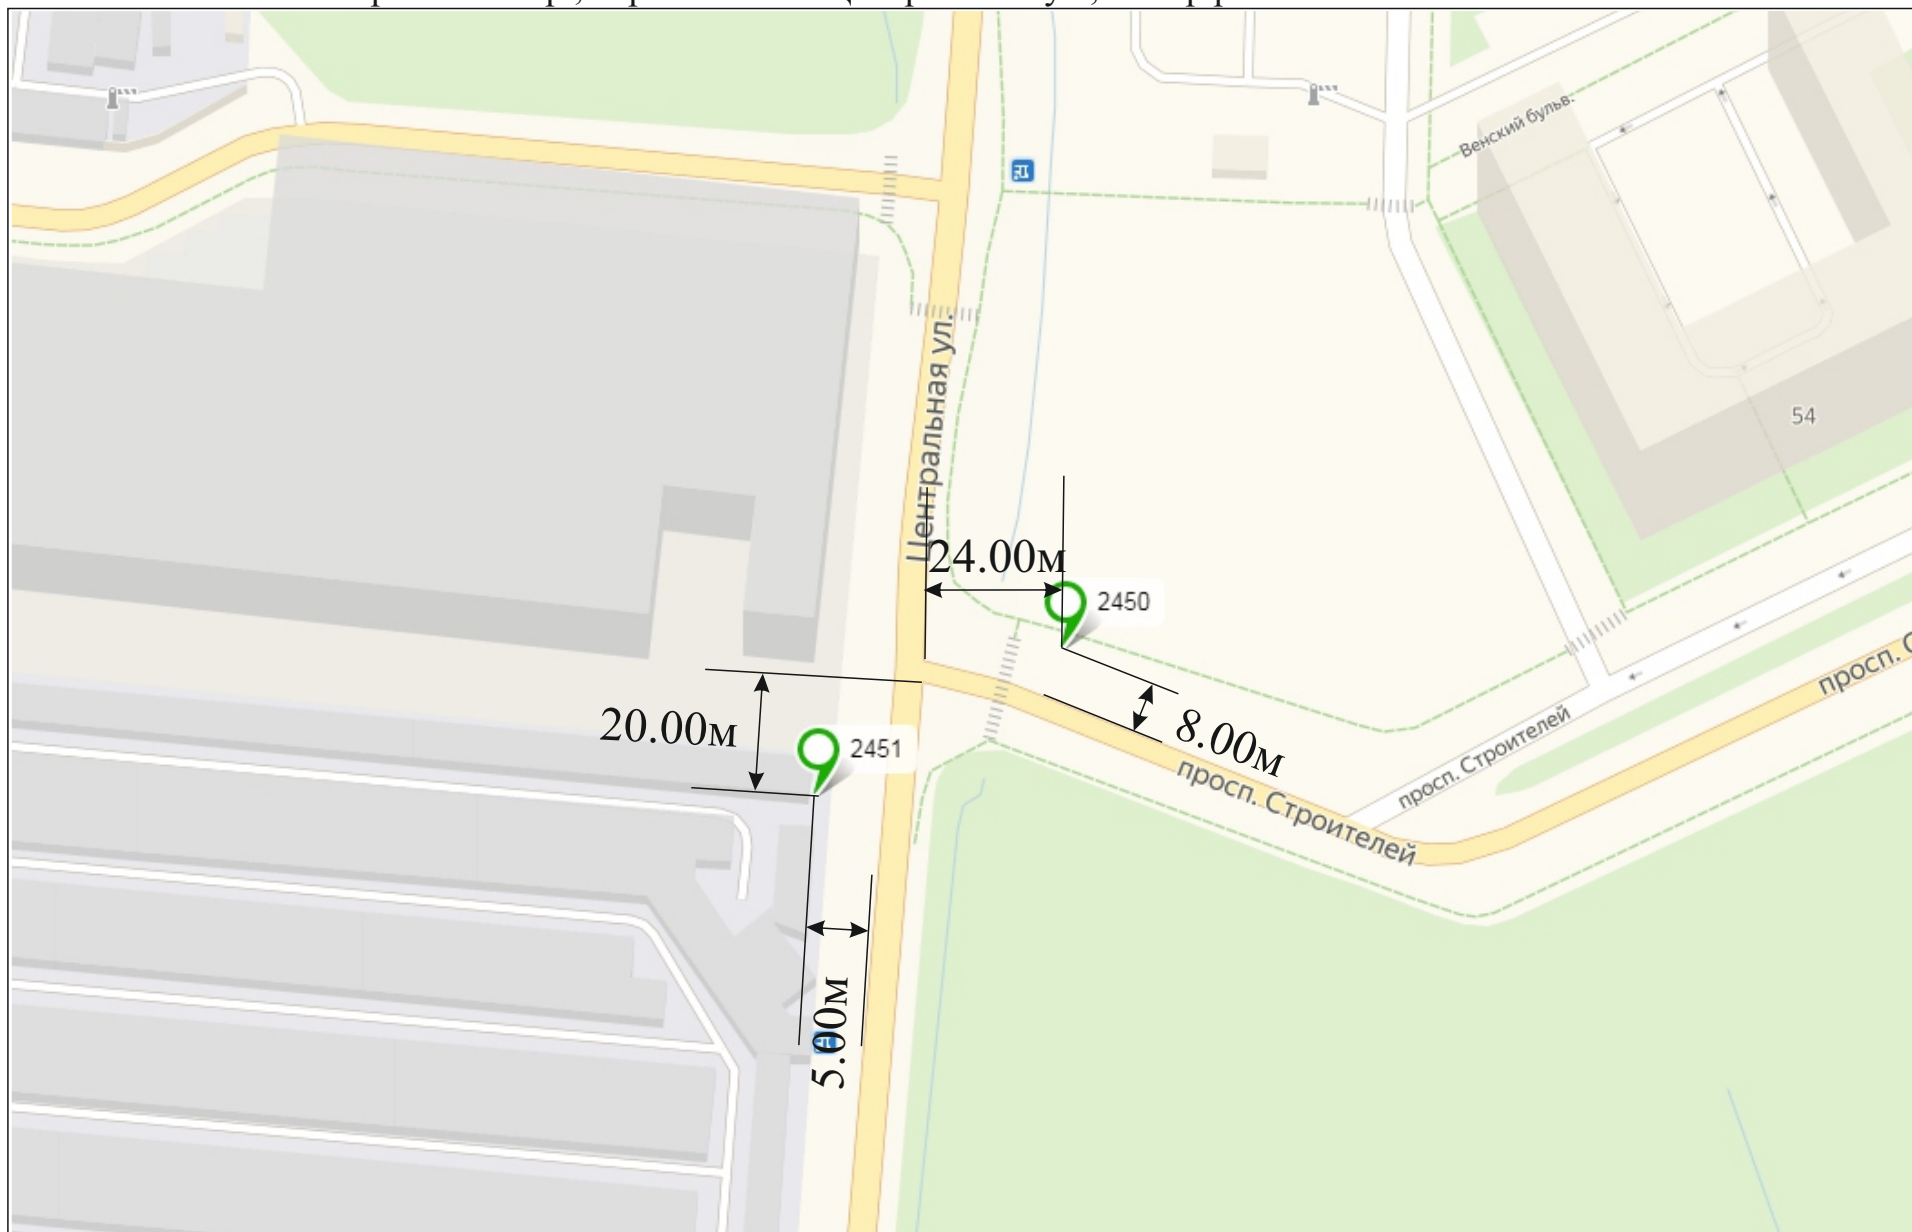 Венский бульв.
Центральная ул.
54
24.00м
2450
просп. С
20.00м
2451
8.00м
просп. Строителей
просп. Строителей
5.00м